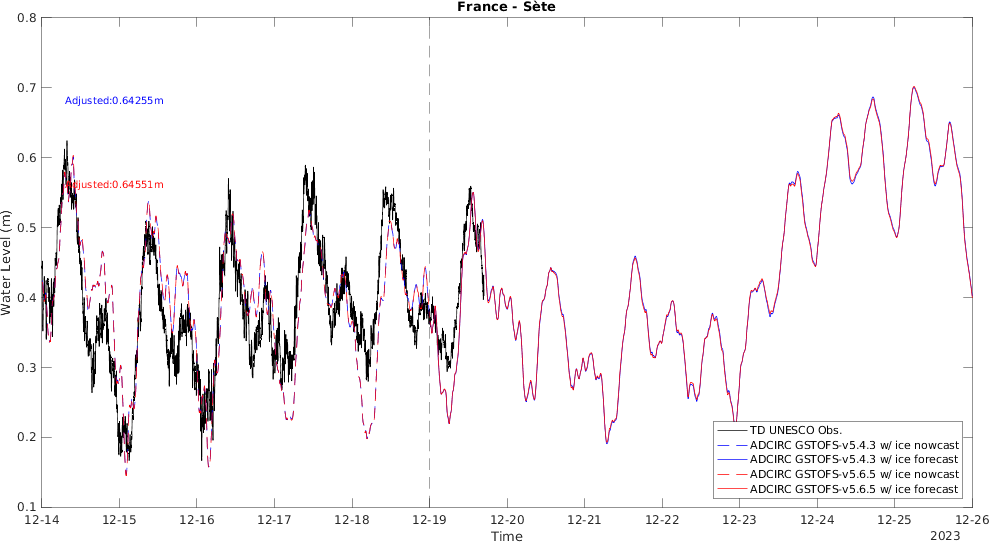 France - Sète
0.8
0.7
0.6
0.5
0.4
0.3
0.2
0.1
Water Level (m)
Adjusted:0.64255m
Adjusted:0.64551m
TD UNESCO Obs.
ADCIRC GSTOFS-v5.4.3 w/ ice nowcast
ADCIRC GSTOFS-v5.4.3 w/ ice forecast
ADCIRC GSTOFS-v5.6.5 w/ ice nowcast
ADCIRC GSTOFS-v5.6.5 w/ ice forecast
12-14 12-15 12-16 12-17 12-18 12-19 12-20 12-21 12-22 12-23 12-24 12-25 12-26
Time
2023